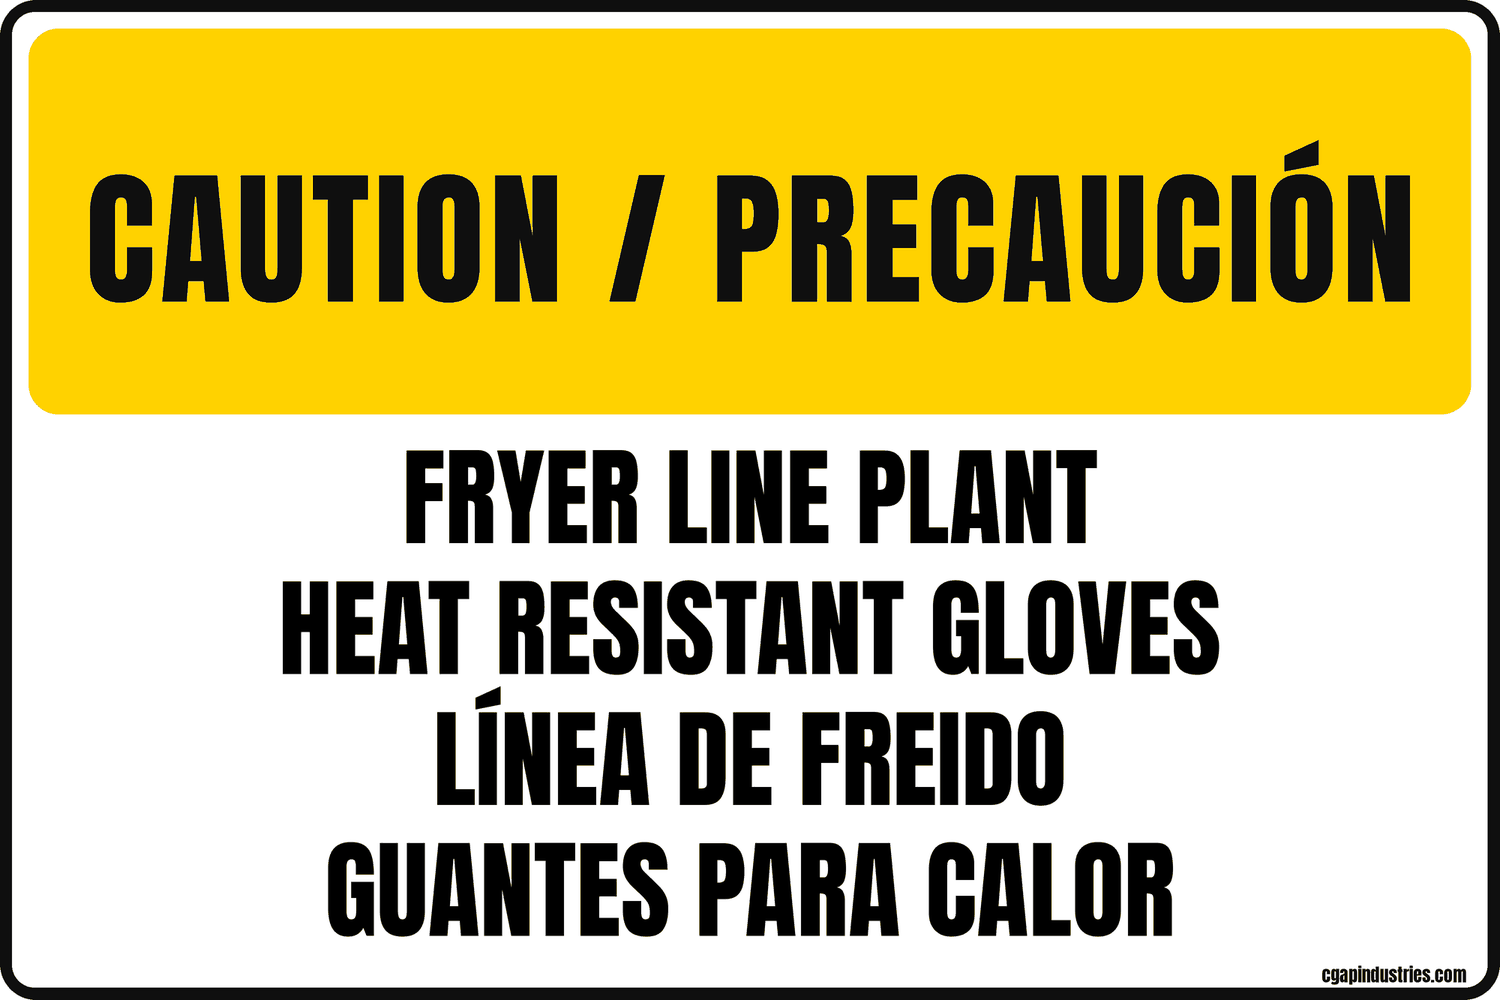 CAUTION / PRECAUCIÓN
FRYER LINE PLANT
HEAT RESISTANT GLOVES
LÍNEA DE FREIDO
GUANTES PARA CALOR
cgapindustries.com